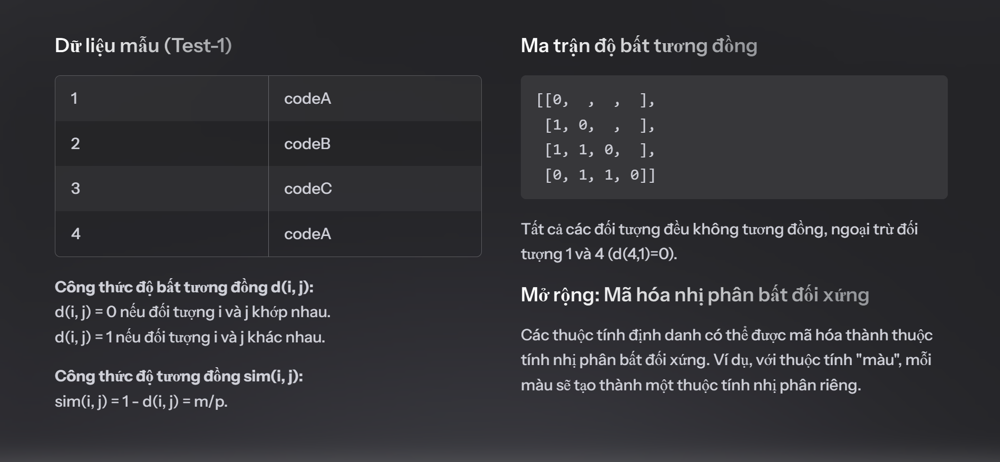 Dữ liệu mẫu (Test-1)
1 codeA
2 codeB
3 codeC
4 codeA
Công thức độ bất tương đồng d(i, j):
d(i, j) = 0 nếu đối tượng i và j khớp nhau.
d(i, j) = 1 nếu đối tượng i và j khác nhau.
Công thức độ tương đồng sim(i, j):
sim(i, j) = 1 - d(i, j) = m/p.
Ma trận độ bất tương đồng
[[0,  ,  ,  ],
 [1, 0,  ,  ],
 [1, 1, 0,  ],
 [0, 1, 1, 0]]
Tất cả các đối tượng đều không tương đồng, ngoại trừ đối
tượng 1 và 4 (d(4,1)=0).
Mở rộng: Mã hóa nhị phân bất đối xứng
Các thuộc tính định danh có thể được mã hóa thành thuộc
tính nhị phân bất đối xứng. Ví dụ, với thuộc tính "màu", mỗi
màu sẽ tạo thành một thuộc tính nhị phân riêng.